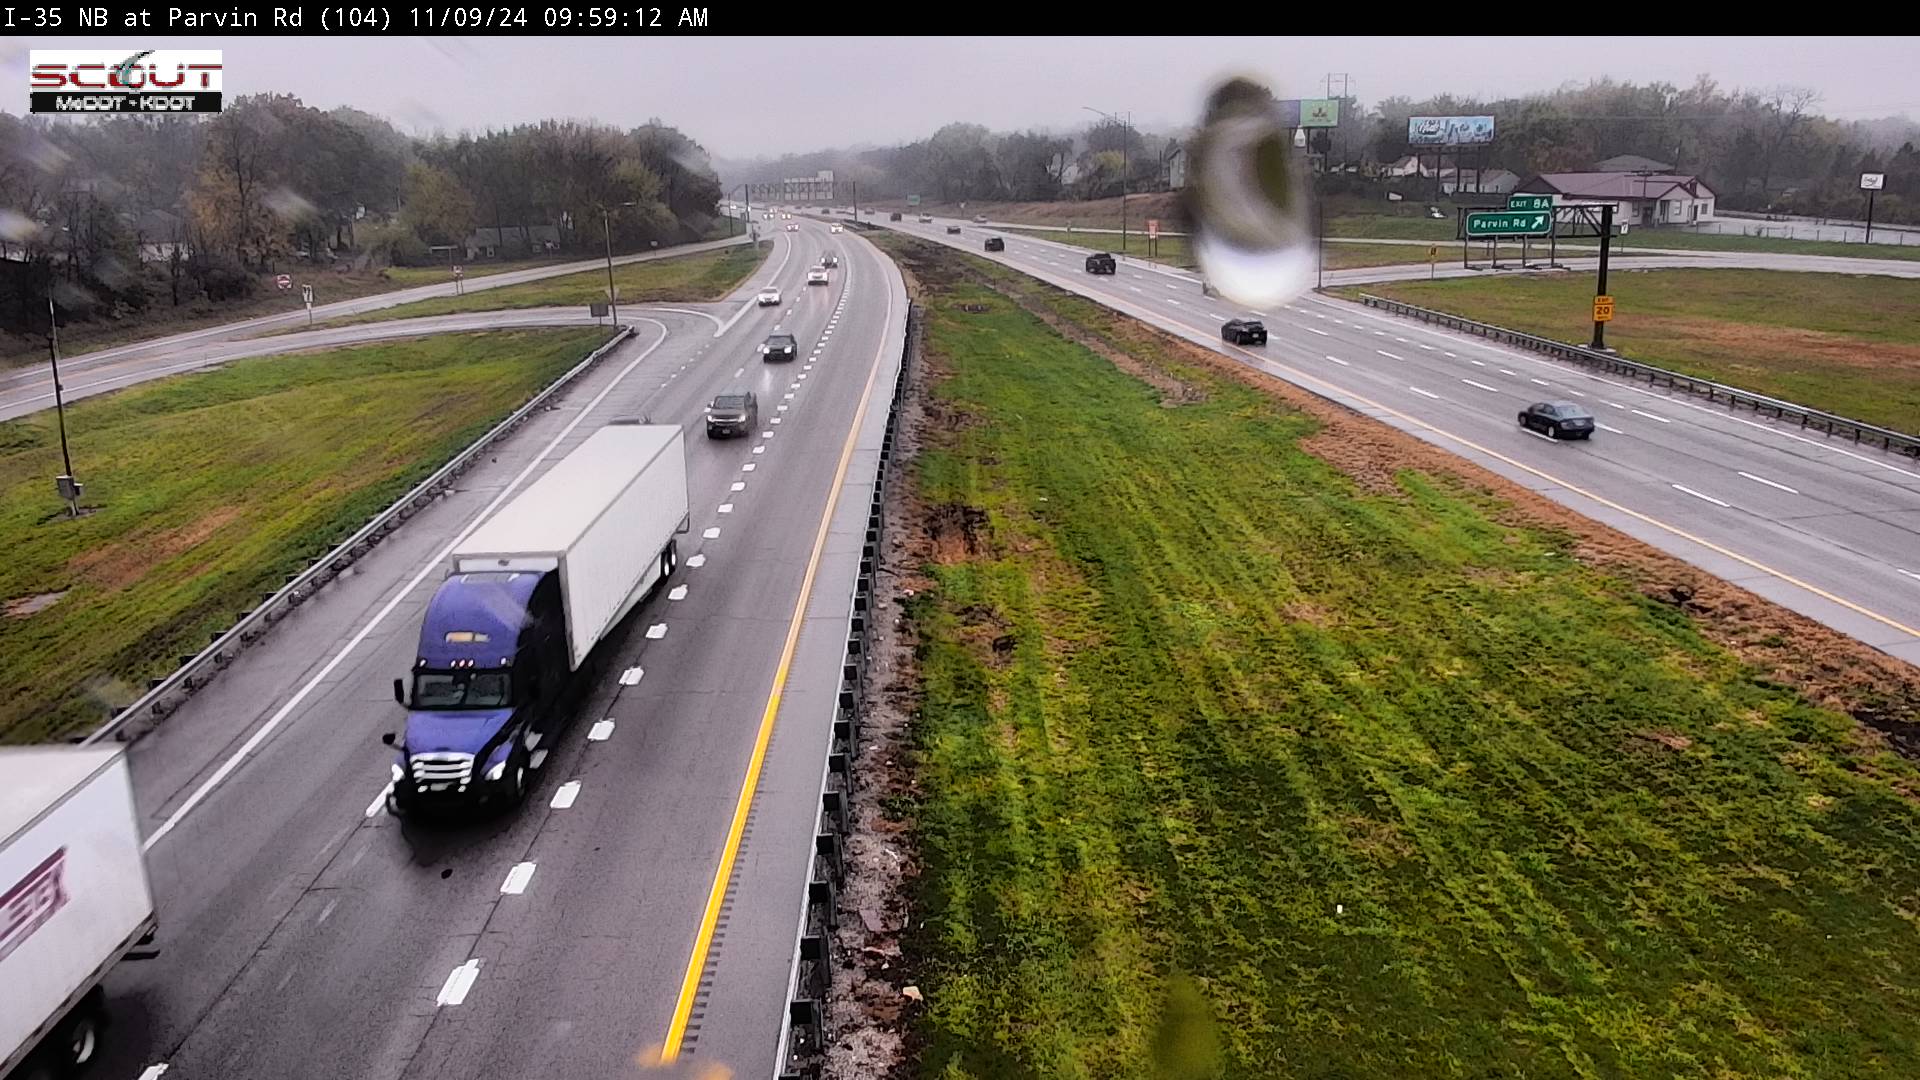 I-35 NB at Parvin Rd (104) 11/09/24 09:59:12 AM
SCOUT
MoDOT - KDOT
EXIT 8A
Parvin Rd
EXIT
20